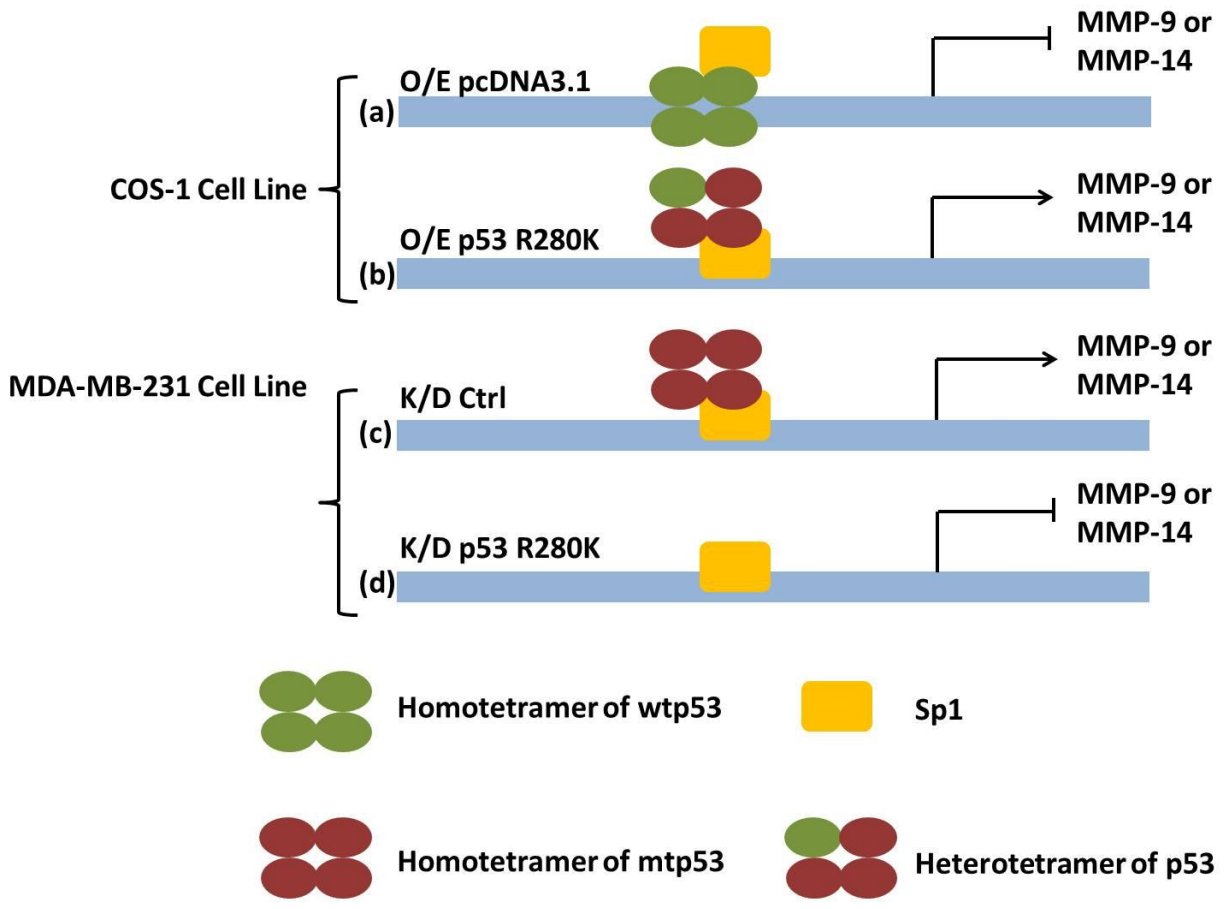 O/E pcDNA3.1
MMP-9 or
MMP-14
(a)
COS-1 Cell Line
O/E p53 R280K
MMP-9 or
MMP-14
(b)
MDA-MB-231 Cell Line
K/D Ctrl
MMP-9 or
MMP-14
(c)
K/D p53 R280K
MMP-9 or
MMP-14
(d)
Homotetramer of wtp53
Sp1
Homotetramer of mtp53
Heterotetramer of p53